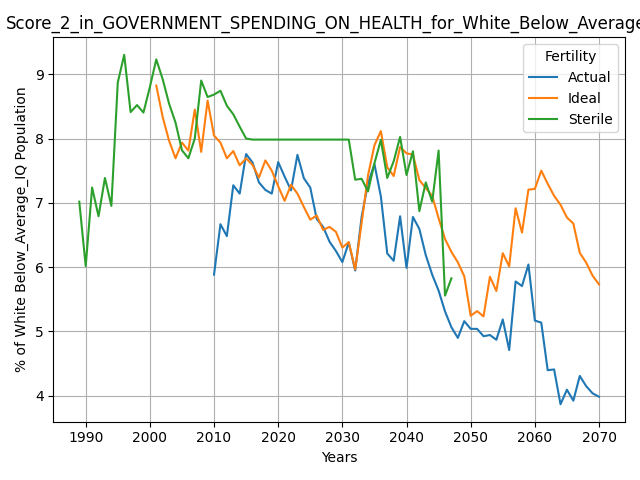 Score_2_in_GOVERNMENT_SPENDING_ON_HEALTH_for_White_Below_Average
Fertility
Actual
Ideal
Sterile
% of White Below_Average_IQ Population
9
8
7
6
5
4
1990 2000 2010 2020 2030 2040 2050 2060 2070
Years